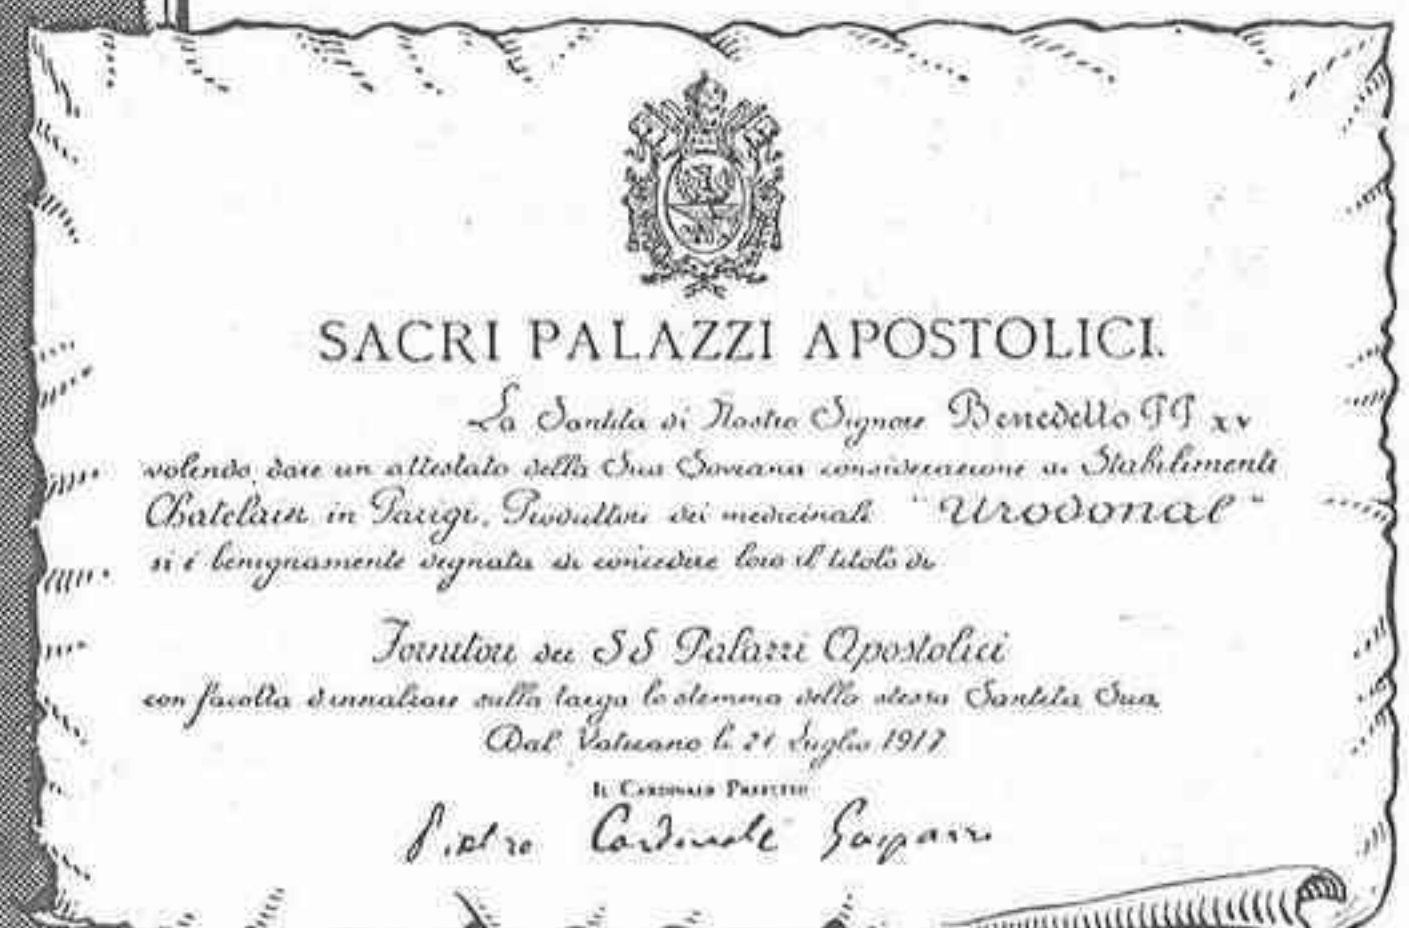 SACRI PALAZZI APOSTOLICI.
La Santita di Nostro Signore Benedetto PP XV
volendo dare un attestato della Sua Sovrana considerazione ai Stabilimenti
Chatelain in Parigi, Produttori dei medicinali "Urodonal"
si è benignamente degnata di concedere loro il titolo di
Fornitori dei SS Palazzi Apostolici
con facolta d'innalzare sulla targa lo stemma della stessa Santita Sua
Dal Vaticano li 21 Luglio 1917
IL CARDINALE PREFETTO
Pietro Cardinale Gasparri